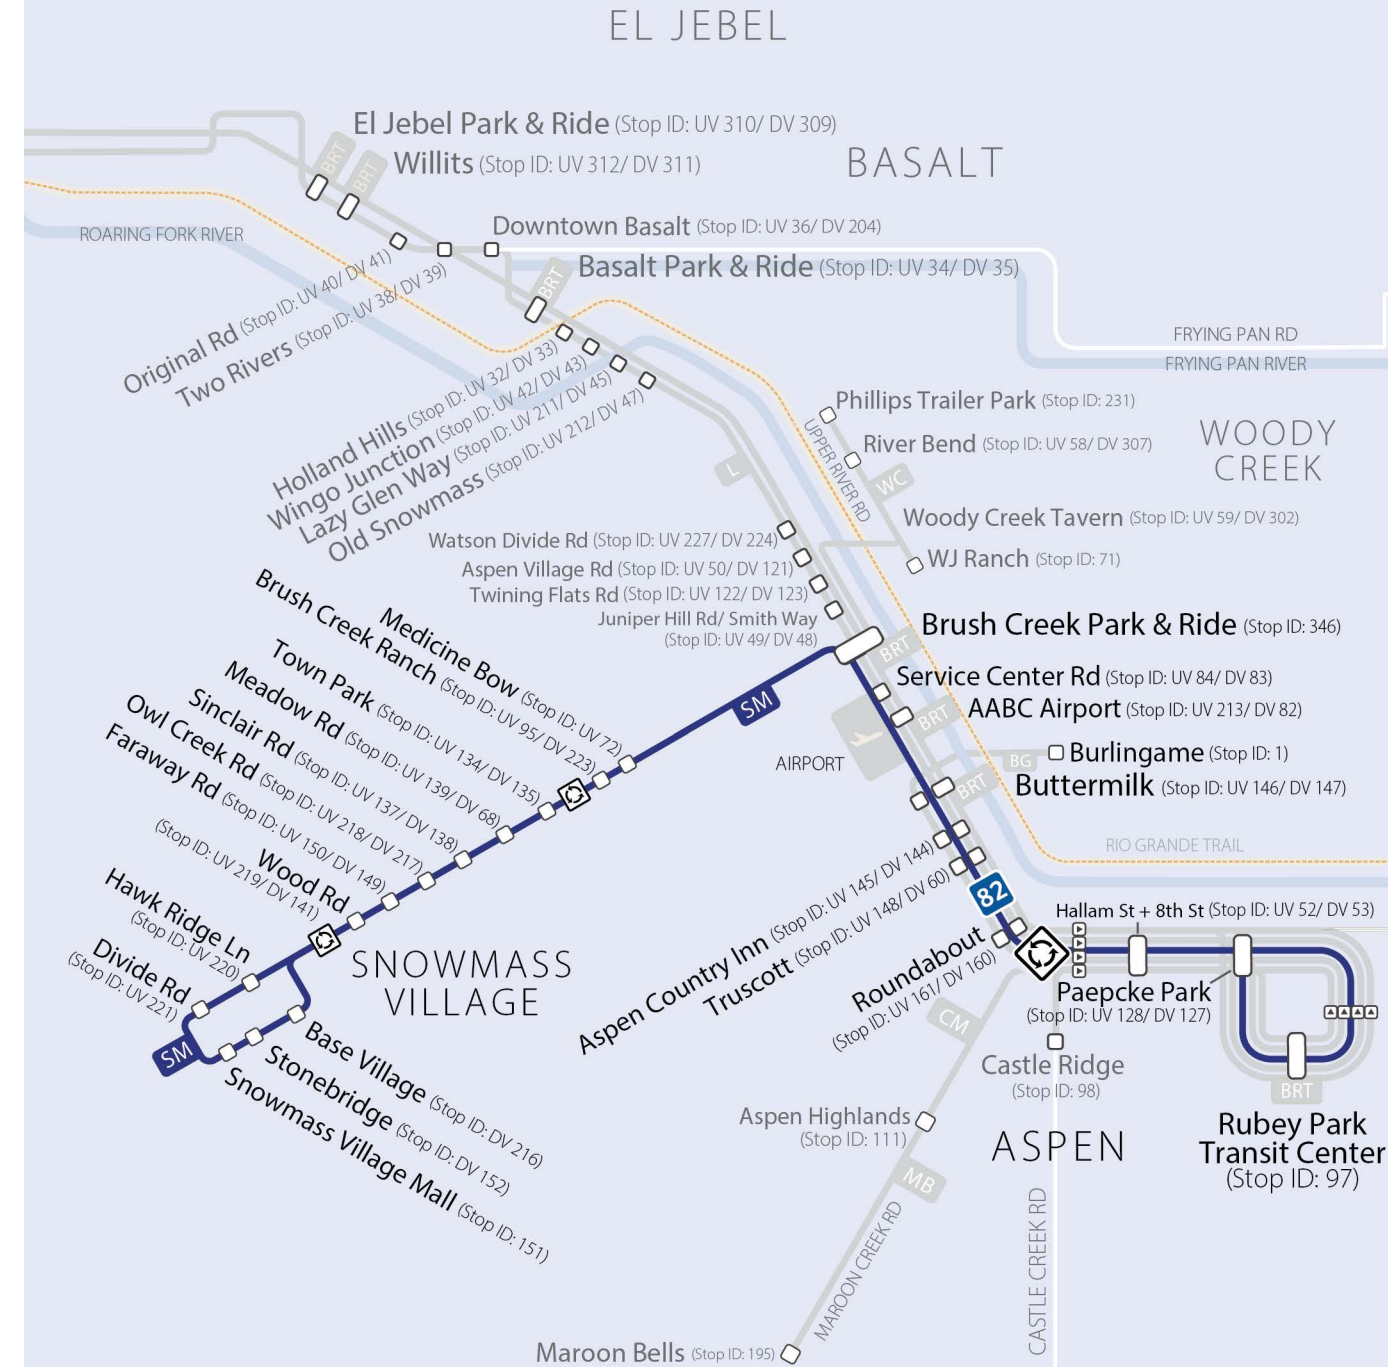 EL JEBEL
El Jebel Park & Ride (Stop ID: UV 310/ DV 309)
BRT
BRT
Willits (Stop ID: UV 312/ DV 311)
BASALT
ROARING FORK RIVER
Downtown Basalt (Stop ID: UV 36/ DV 204)
BRT
Basalt Park & Ride (Stop ID: UV 34/ DV 35)
Original Rd (Stop ID: UV 40/ DV 41)
Two Rivers (Stop ID: UV 38/ DV 39)
FRYING PAN RD
FRYING PAN RIVER
Holland Hills (Stop ID: UV 32/ DV 33)
Wingo Junction (Stop ID: UV 42/ DV 43)
Lazy Glen Way (Stop ID: UV 211/ DV 45)
Old Snowmass (Stop ID: UV 212/ DV 47)
Phillips Trailer Park (Stop ID: 231)
UPPER RIVER RD
River Bend (Stop ID: UV 58/ DV 307)
WOODY
CREEK
L
WC
Woody Creek Tavern (Stop ID: UV 59/ DV 302)
WJ Ranch (Stop ID: 71)
Watson Divide Rd (Stop ID: UV 227/ DV 224)
Aspen Village Rd (Stop ID: UV 50/ DV 121)
Twining Flats Rd (Stop ID: UV 122/ DV 123)
Juniper Hill Rd/ Smith Way
(Stop ID: UV 49/ DV 48)
Brush Creek Park & Ride (Stop ID: 346)
BRT
Service Center Rd (Stop ID: UV 84/ DV 83)
AABC Airport (Stop ID: UV 213/ DV 82)
BRT
AIRPORT
Burlingame (Stop ID: 1)
BG
Buttermilk (Stop ID: UV 146/ DV 147)
BRT
RIO GRANDE TRAIL
Medicine Bow (Stop ID: UV 72)
Brush Creek Ranch (Stop ID: UV 95/ DV 223)
Town Park (Stop ID: UV 134/ DV 135)
Meadow Rd (Stop ID: UV 139/ DV 68)
Sinclair Rd (Stop ID: UV 137/ DV 138)
Owl Creek Rd (Stop ID: UV 218/ DV 217)
Faraway Rd (Stop ID: UV 150/ DV 149)
Wood Rd
(Stop ID: UV 219/ DV 141)
Hawk Ridge Ln
(Stop ID: UV 220)
Divide Rd
(Stop ID: UV 221)
SM
SM
SNOWMASS
VILLAGE
Base Village (Stop ID: DV 216)
Stonebridge (Stop ID: DV 152)
Snowmass Village Mall (Stop ID: 151)
Aspen Country Inn (Stop ID: UV 145/ DV 144)
Truscott (Stop ID: UV 148/ DV 60)
82
Roundabout
(Stop ID: UV 161/ DV 160)
Hallam St + 8th St (Stop ID: UV 52/ DV 53)
Paepcke Park
(Stop ID: UV 128/ DV 127)
CM
Castle Ridge
(Stop ID: 98)
BRT
Aspen Highlands
(Stop ID: 111)
ASPEN
Rubey Park
Transit Center
(Stop ID: 97)
MB
MAROON CREEK RD
CASTLE CREEK RD
Maroon Bells (Stop ID: 195)